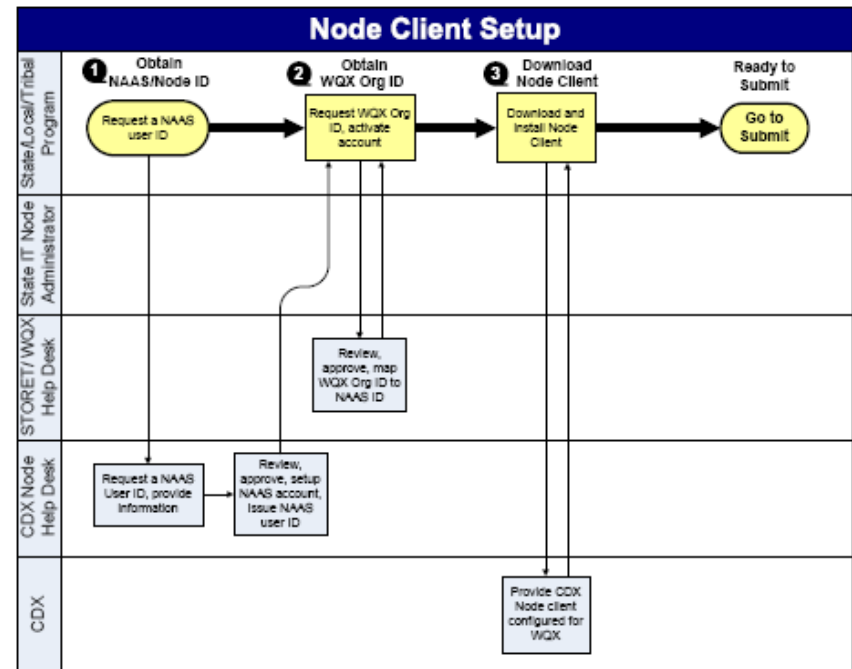 Node Client Setup
State/Local/Tribal
Program
1
Obtain
NAAS/Node ID
2
Obtain
WQX Org ID
3
Download
Node Client
Ready to
Submit
Request a NAAS
user ID
Request WQX Org
ID, activate
account
Download and
Install Node
Client
Go to
Submit
State IT Node
Administrator
STORET/ WQX
Help Desk
Review,
approve, map
WQX Org ID to
NAAS ID
CDX Node
Help Desk
Request a NAAS
User ID, provide
Information
Review,
approve, setup
NAAS account,
Issue NAAS
user ID
CDX
Provide CDX
Node client
configured for
WQX